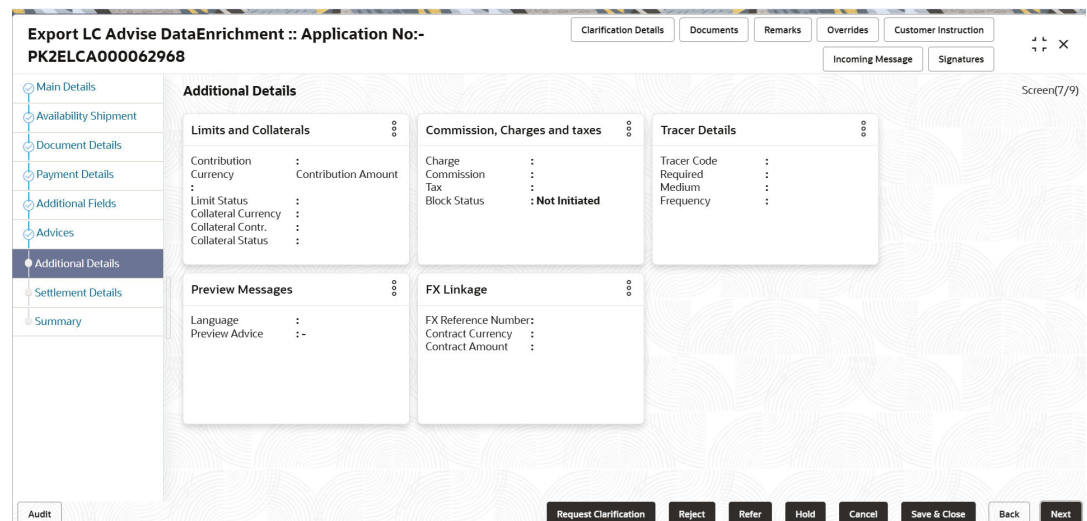 Export LC Advise DataEnrichment :: Application No:-
PK2ELCA000062968
Clarification Details
Documents
Remarks
Overrides
Customer Instruction
Incoming Message
Signatures
Main Details
Availability Shipment
Document Details
Payment Details
Additional Fields
Advices
Additional Details
Settlement Details
Summary
Additional Details
Screen(7/9)
Limits and Collaterals
Contribution :
Currency Contribution Amount
:
Limit Status :
Collateral Currency :
Collateral Contr. :
Collateral Status :
Commission, Charges and taxes
Charge :
Commission :
Tax :
Block Status : Not Initiated
Tracer Details
Tracer Code :
Required :
Medium :
Frequency :
Preview Messages
Language :
Preview Advice : -
FX Linkage
FX Reference Number:
Contract Currency :
Contract Amount :
Audit
Request Clarification
Reject
Refer
Hold
Cancel
Save & Close
Back
Next